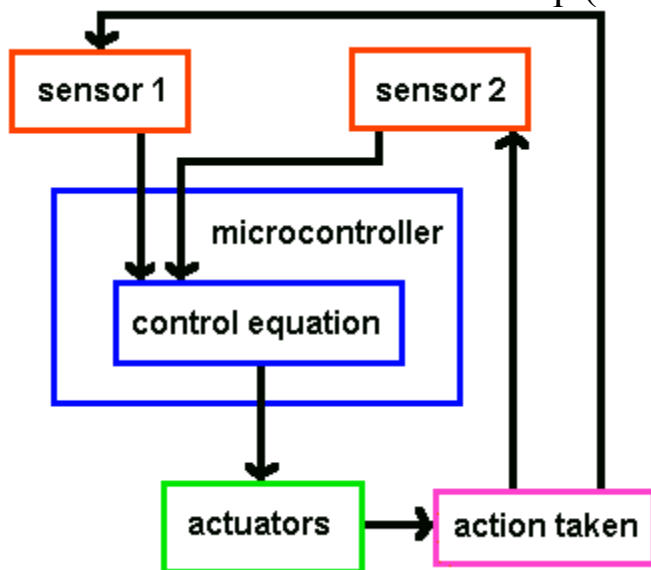 sensor 1
sensor 2
microcontroller
control equation
actuators
action taken